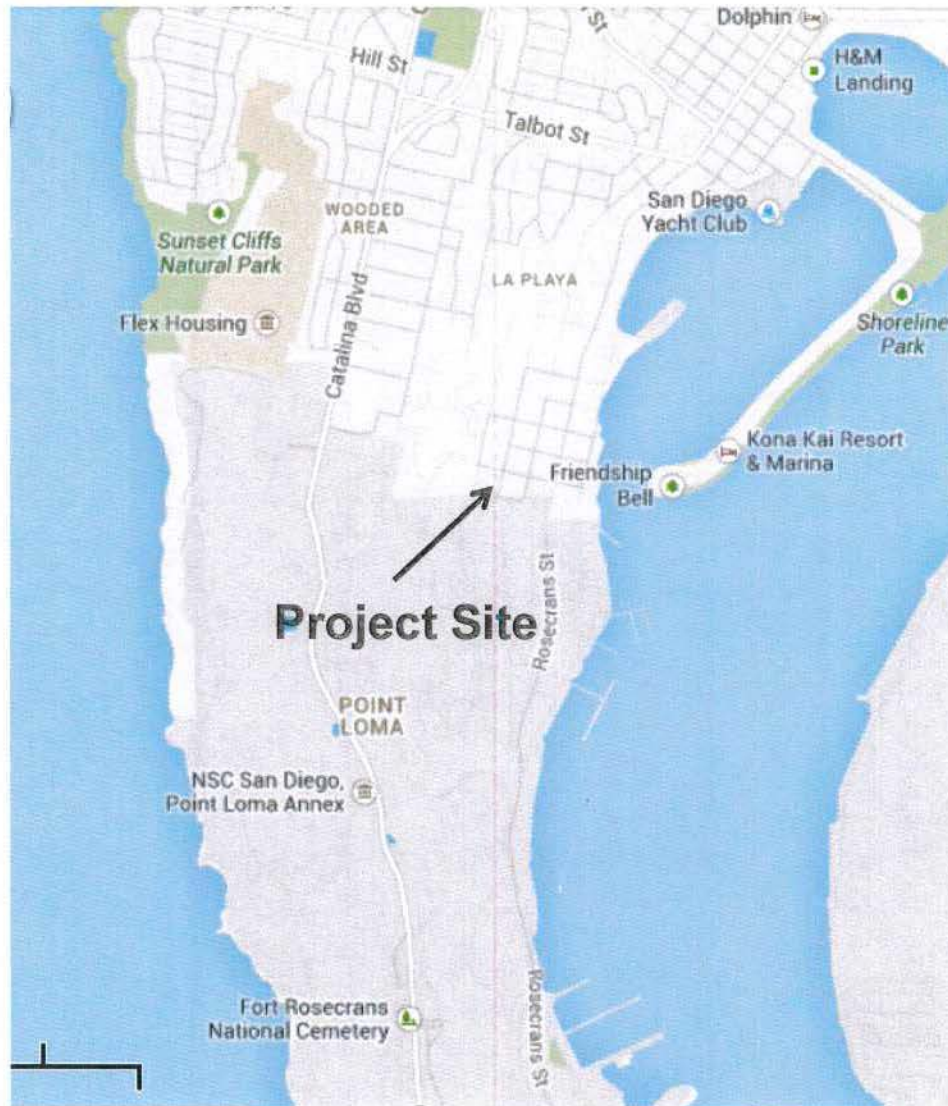 Dolphin
H&M
Landing
Hill St
Talbot St
San Diego
Yacht Club
WOODED
AREA
Sunset Cliffs
Natural Park
LA PLAYA
Flex Housing
Catalina Blvd
Shoreline
Park
Kona Kai Resort
& Marina
Friendship
Bell
Project Site
Rosecrans St
POINT
LOMA
NSC San Diego,
Point Loma Annex
Fort Rosecrans
National Cemetery
Rosecrans St